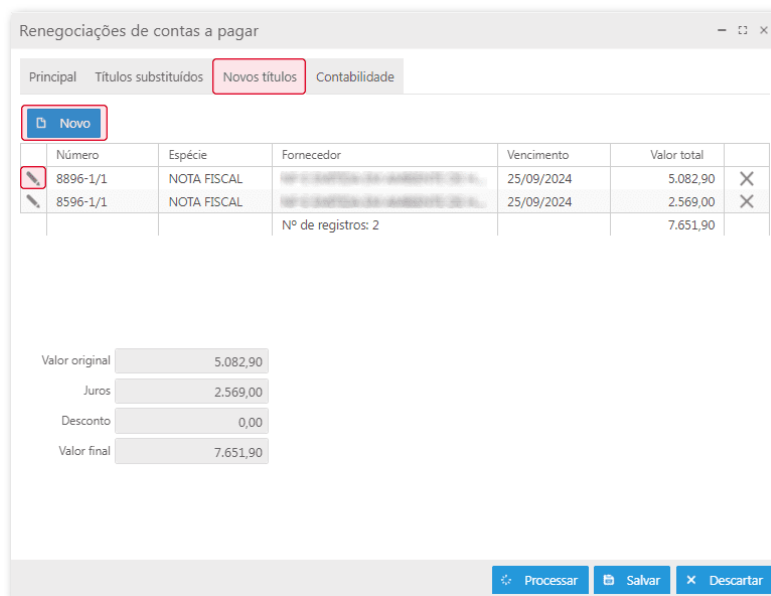 Renegociações de contas a pagar
Principal Títulos substituídos Novos títulos Contabilidade
Novo
Número Espécie Fornecedor Vencimento Valor total
8896-1/1 NOTA FISCAL 25/09/2024 5.082,90
8596-1/1 NOTA FISCAL 25/09/2024 2.569,00
Nº de registros: 2 7.651,90
Valor original 5.082,90
Juros 2.569,00
Desconto 0,00
Valor final 7.651,90
Processar Salvar Descartar